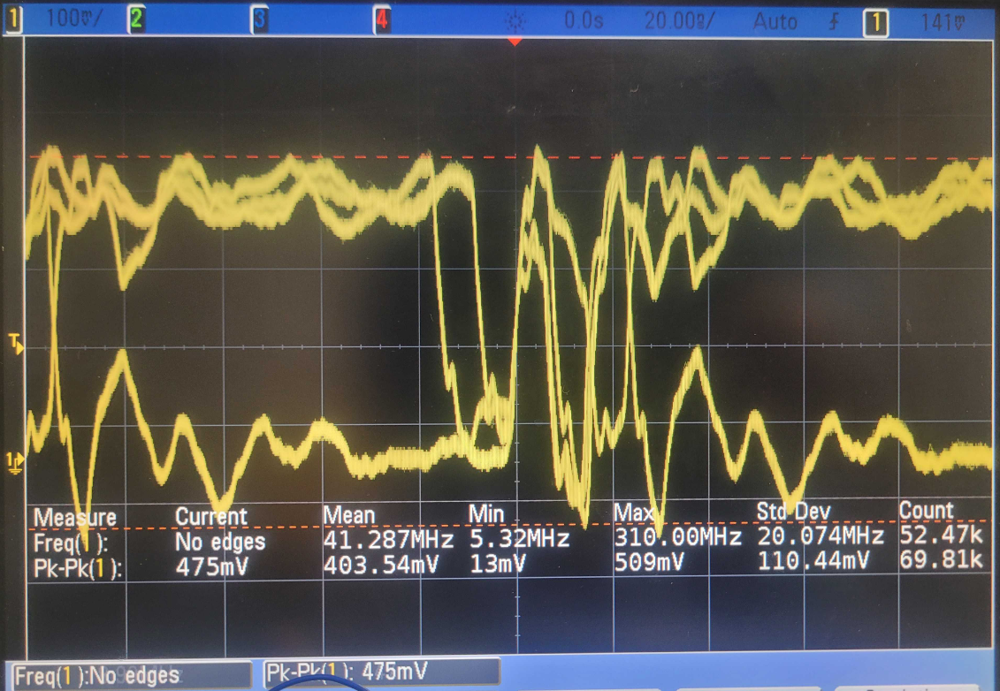 1 100mV/ 2 3 4 0.0s 20.00ns/ Auto 1 141mV
T
1
Measure Current Mean Min Max Std Dev Count
Freq(1): No edges 41.287MHz 5.32MHz 310.00MHz 20.074MHz 52.47k
Pk-Pk(1): 475mV 403.54mV 13mV 509mV 110.44mV 69.81k
Freq(1):No edges Pk-Pk(1): 475mV